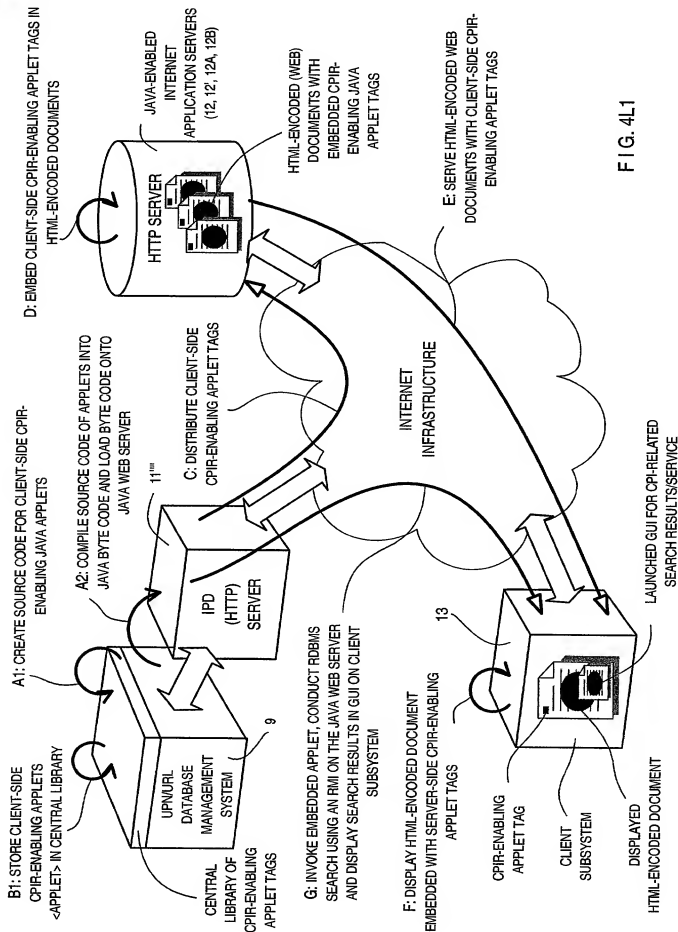 D: EMBED CLIENT-SIDE CPIR-ENABLING APPLET TAGS IN
HTML-ENCODED DOCUMENTS
JAVA-ENABLED
INTERNET
APPLICATION SERVERS
(12, 12', 12A, 12B)
HTTP SERVER
HTML-ENCODED (WEB)
DOCUMENTS WITH
EMBEDDED CPIR-
ENABLING JAVA
APPLET TAGS
E: SERVE HTML-ENCODED WEB
DOCUMENTS WITH CLIENT-SIDE CPIR-
ENABLING APPLET TAGS
A1: CREATE SOURCE CODE FOR CLIENT-SIDE CPIR-
ENABLING JAVA APPLETS
A2: COMPILE SOURCE CODE OF APPLETS INTO
JAVA BYTE CODE AND LOAD BYTE CODE ONTO
JAVA WEB SERVER
C: DISTRIBUTE CLIENT-SIDE
CPIR-ENABLING APPLET TAGS
IPD
(HTTP)
SERVER
INTERNET
INFRASTRUCTURE
B1: STORE CLIENT-SIDE
CPIR-ENABLING APPLETS
<APPLET> IN CENTRAL LIBRARY
UPN/URL
DATABASE
MANAGEMENT
SYSTEM
9
CENTRAL
LIBRARY OF
CPIR-ENABLING
APPLET TAGS
G: INVOKE EMBEDDED APPLET, CONDUCT RDBMS
SEARCH USING AN RMI ON THE JAVA WEB SERVER
AND DISPLAY SEARCH RESULTS IN GUI ON CLIENT
SUBSYSTEM
F: DISPLAY HTML-ENCODED DOCUMENT
EMBEDDED WITH SERVER-SIDE CPIR-ENABLING
APPLET TAGS
13
CPIR-ENABLING
APPLET TAG
CLIENT
SUBSYSTEM
DISPLAYED
HTML-ENCODED DOCUMENT
LAUNCHED GUI FOR CPI-RELATED
SEARCH RESULTS/SERVICE
FIG. 4L1